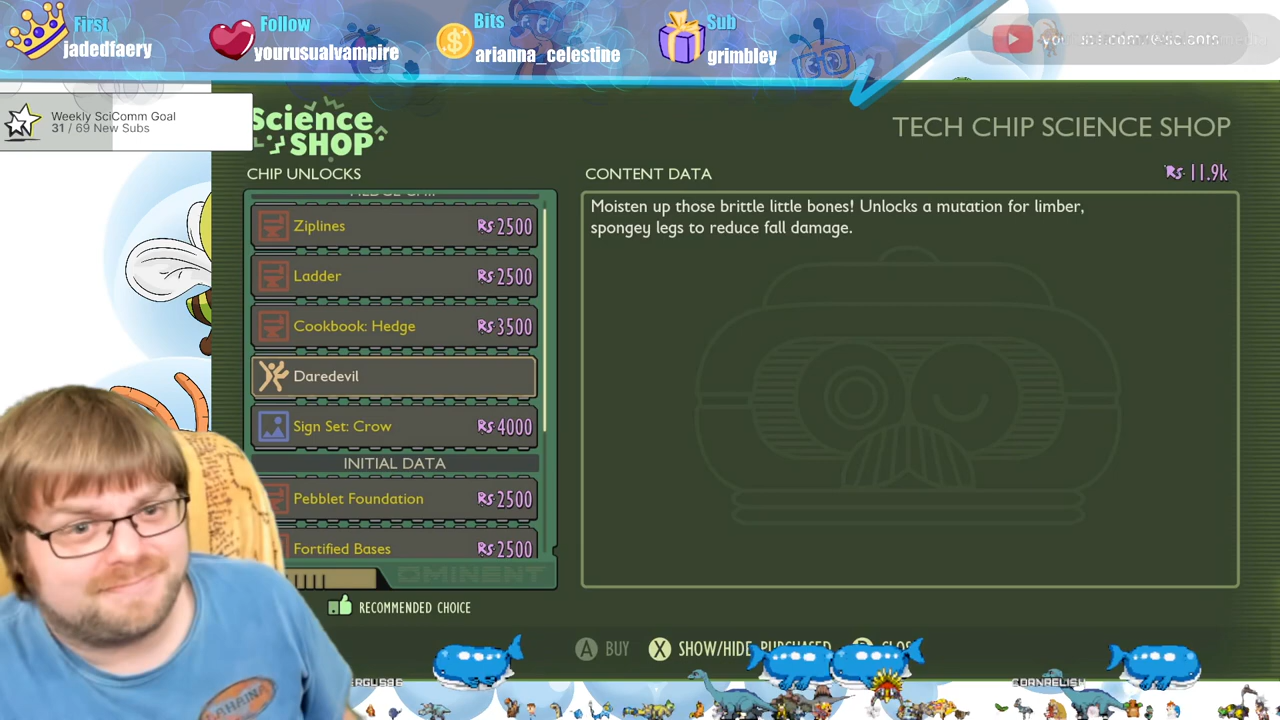 First
jadedfaery
Follow
yourusualvampire
Bits
arianna_celestine
Sub
grimbley
Weekly SciComm Goal
31 / 69 New Subs
Science
SHOP
TECH CHIP SCIENCE SHOP
CHIP UNLOCKS
CONTENT DATA
RS 11.9k
Ziplines RS 2500
Ladder RS 2500
Cookbook: Hedge RS 3500
Daredevil
Sign Set: Crow RS 4000
INITIAL DATA
Pebblet Foundation RS 2500
Fortified Bases RS 2500
OMINENT
Moisten up those brittle little bones! Unlocks a mutation for limber,
spongey legs to reduce fall damage.
RECOMMENDED CHOICE
A BUY X SHOW/HIDE PURCHASED
LAHAINA